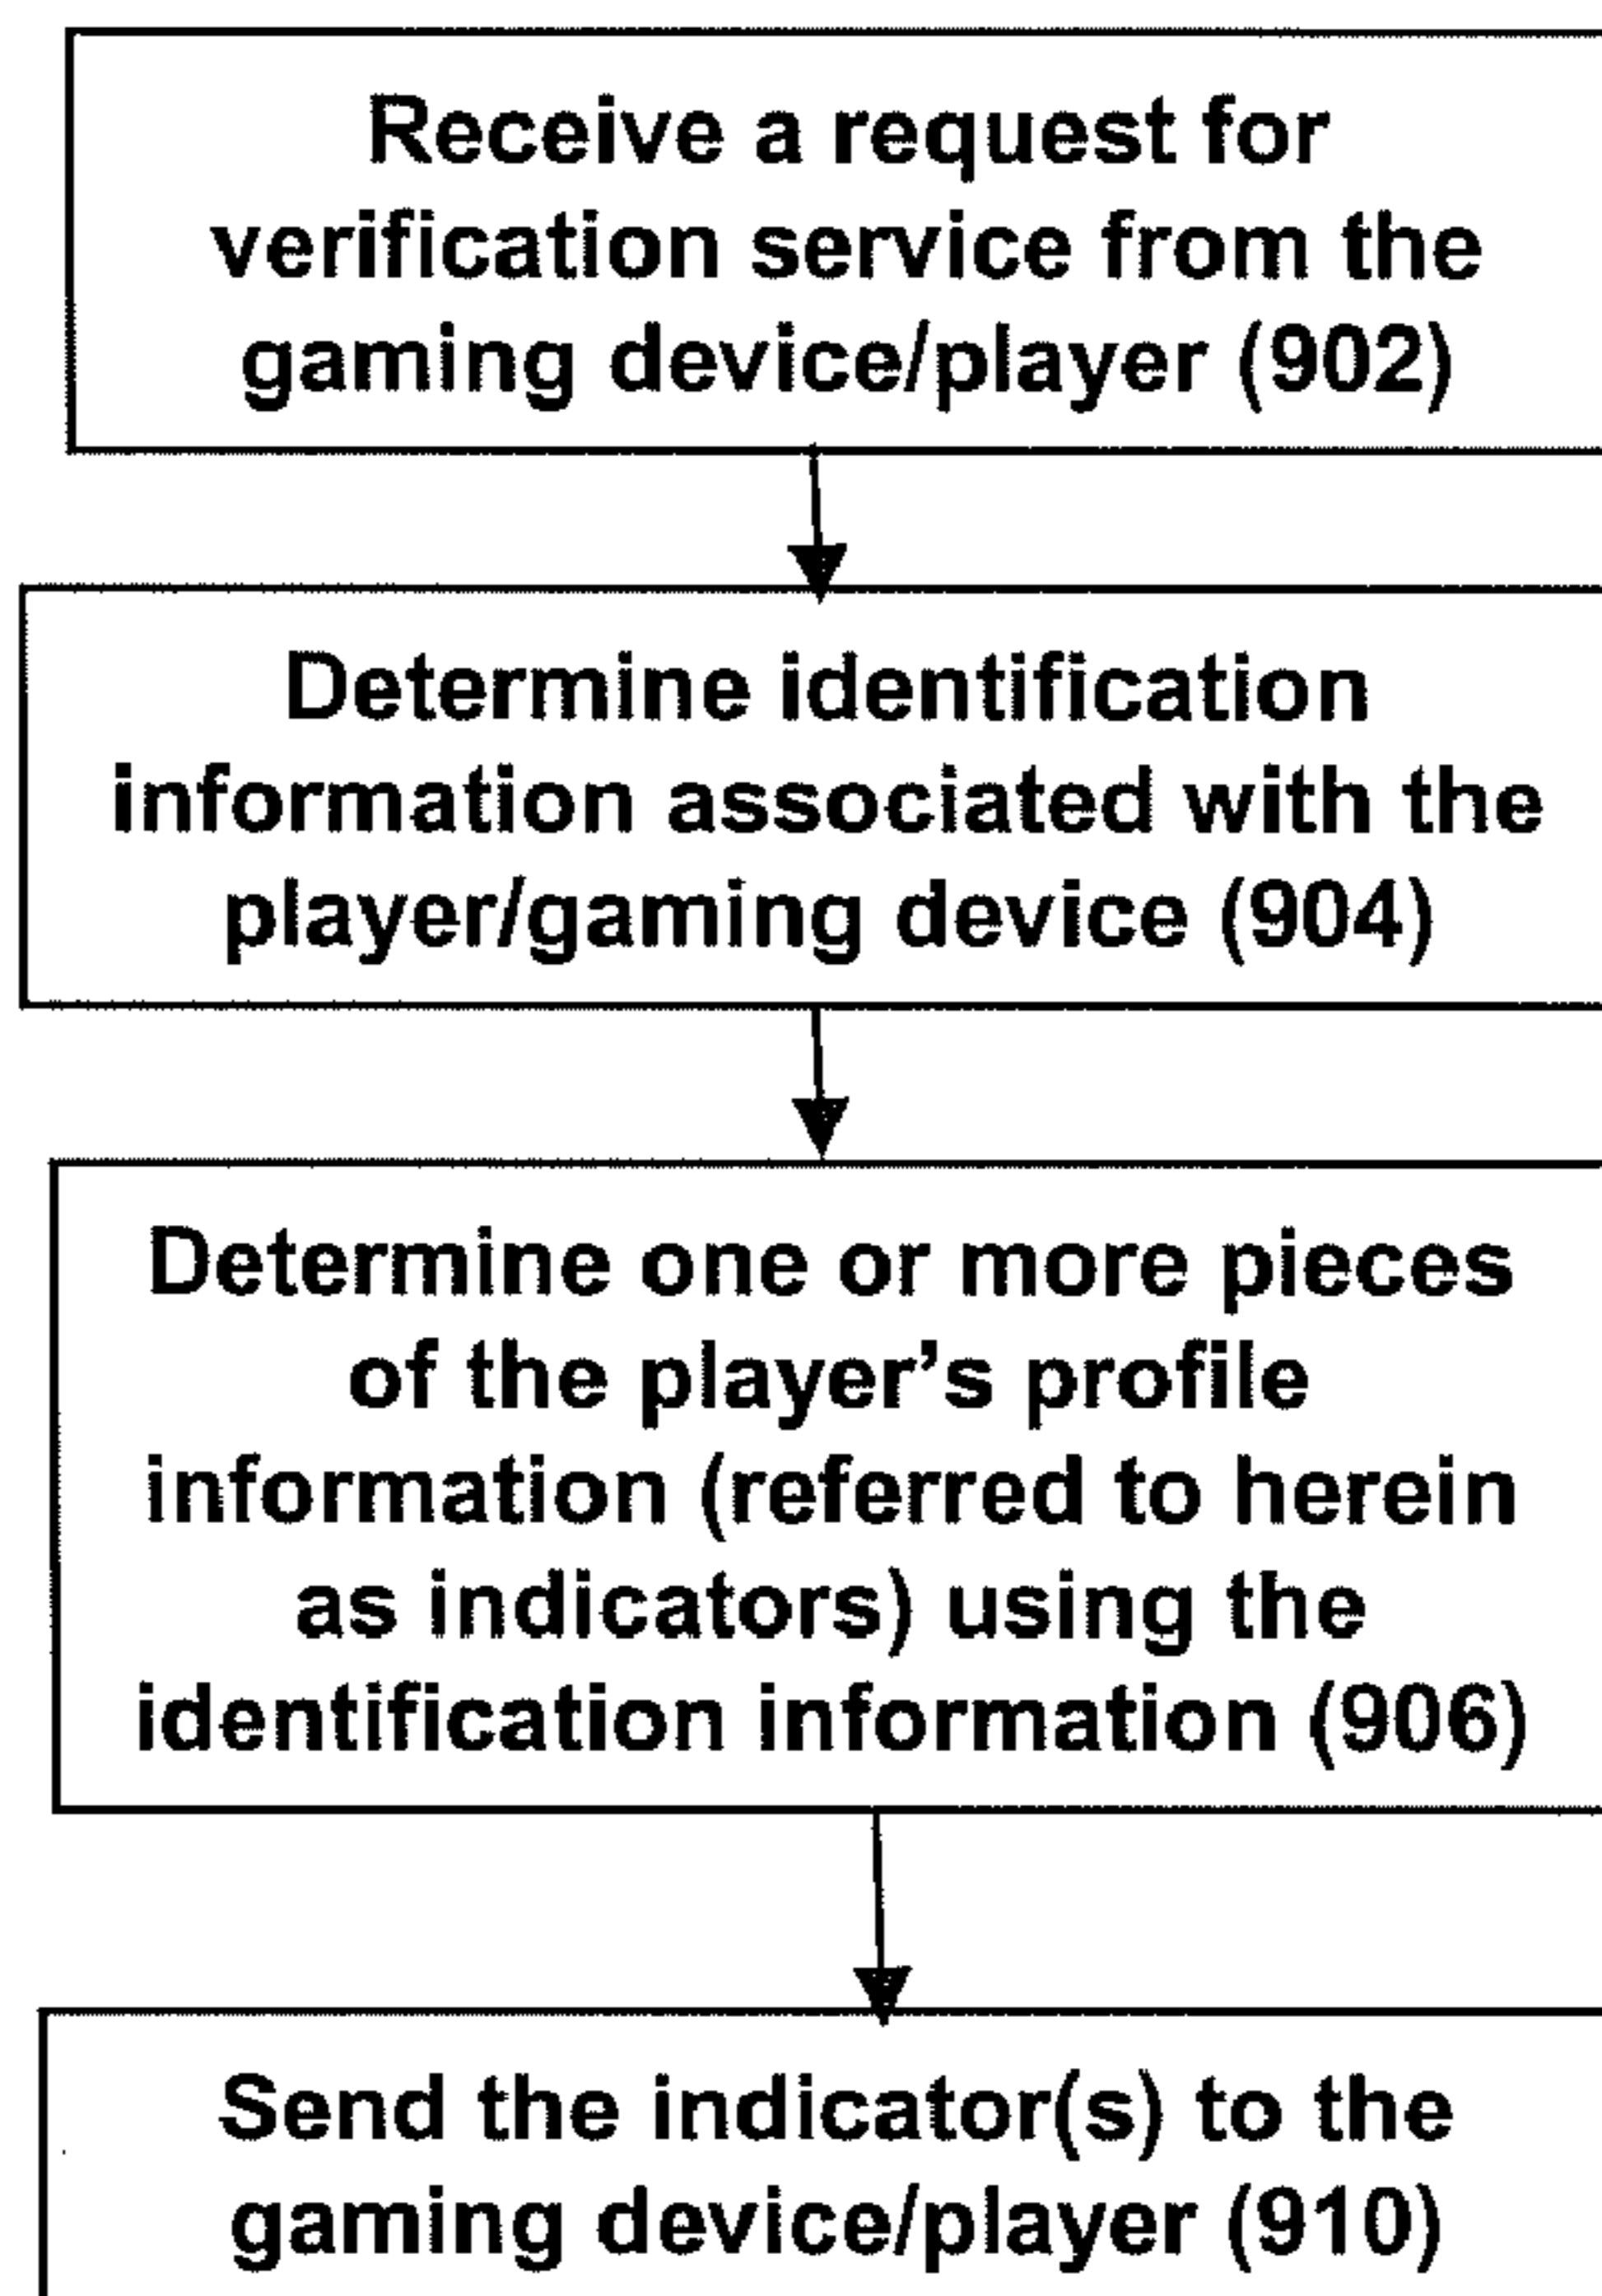 Receive a request for
verification service from the
gaming device/player (902)
Determine identification
information associated with the
player/gaming device (904)
Determine one or more pieces
of the player’s profile
information (referred to herein
as indicators) using the
identification information (906)
Send the indicator(s) to the
gaming device/player (910)